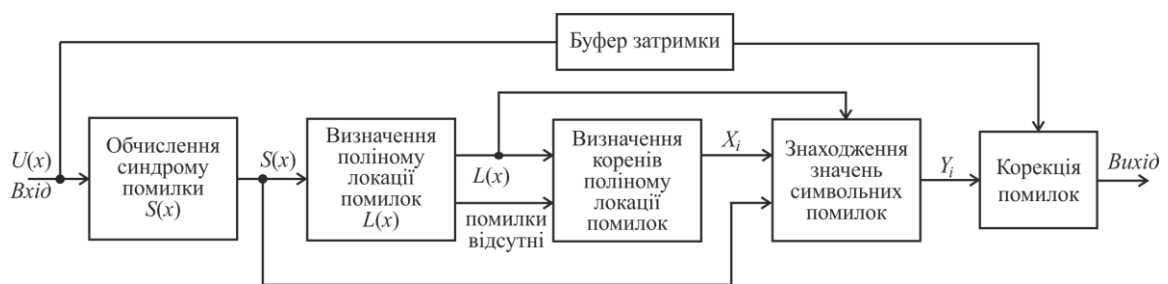 Буфер затримки
U(x)
Вхід
Обчислення
синдрому
помилки
S(x)
S(x)
Визначення
поліному
локації
помилок
L(x)
L(x)
помилки
відсутні
Визначення
коренів
поліному
локації
помилок
Xi
Знаходження
значень
символьних
помилок
Yi
Корекція
помилок
Вихід